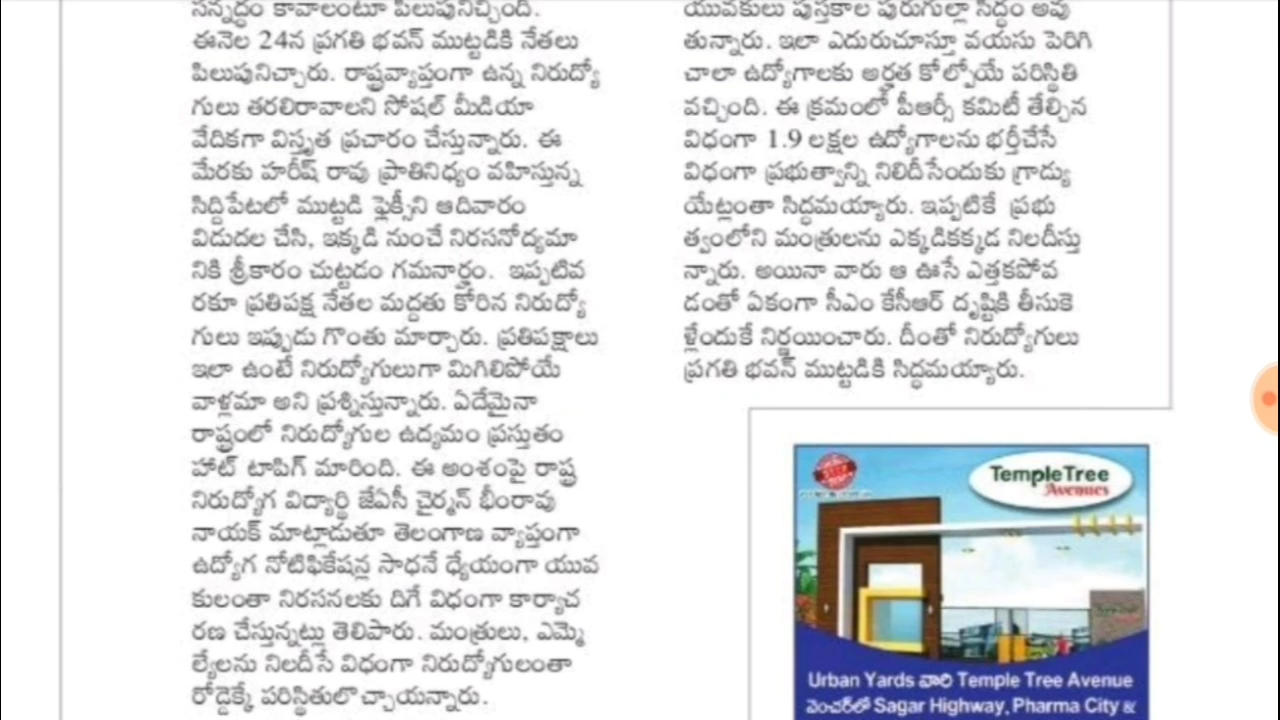 సన్నద్ధం కావాలంటూ పిలుపునిచ్చింది.
ఈనెల 24న ప్రగతి భవన్ ముట్టడికి నేతలు
పిలుపునిచ్చారు. రాష్ట్రవ్యాప్తంగా ఉన్న నిరుద్యో
గులు తరలిరావాలని సోషల్ మీడియా
వేదికగా విస్తృత ప్రచారం చేస్తున్నారు. ఈ
మేరకు హరీష్ రావు ప్రాతినిధ్యం వహిస్తున్న
సిద్దిపేటలో ముట్టడి ఫ్లెక్సీని ఆదివారం
విడుదల చేసి, ఇక్కడి నుంచే నిరసనోద్యమా
నికి శ్రీకారం చుట్టడం గమనార్హం. ఇప్పటివ
రకూ ప్రతిపక్ష నేతల మద్దతు కోరిన నిరుద్యో
గులు ఇప్పుడు గొంతు మార్చారు. ప్రతిపక్షాలు
ఇలా ఉంటే నిరుద్యోగులుగా మిగిలిపోయే
వాళ్లమా అని ప్రశ్నిస్తున్నారు. ఏదేమైనా
రాష్ట్రంలో నిరుద్యోగుల ఉద్యమం ప్రస్తుతం
హాట్ టాపిగ్ మారింది. ఈ అంశంపై రాష్ట్ర
నిరుద్యోగ విద్యార్థి జేఏసీ చైర్మన్ భీంరావు
నాయక్ మాట్లాడుతూ తెలంగాణ వ్యాప్తంగా
ఉద్యోగ నోటిఫికేషన్ల సాధనే ధ్యేయంగా యువ
కులంతా నిరసనలకు దిగే విధంగా కార్యాచ
రణ చేస్తున్నట్లు తెలిపారు. మంత్రులు, ఎమ్మె
ల్యేలను నిలదీసే విధంగా నిరుద్యోగులంతా
రోడ్డెక్కే పరిస్థితులొచ్చాయన్నారు.
యువకులు పుస్తకాల పురుగుల్లా సిద్ధం అవు
తున్నారు. ఇలా ఎదురుచూస్తూ వయసు పెరిగి
చాలా ఉద్యోగాలకు అర్హత కోల్పోయే పరిస్థితి
వచ్చింది. ఈ క్రమంలో పీఆర్సీ కమిటీ తేల్చిన
విధంగా 1.9 లక్షల ఉద్యోగాలను భర్తీచేసే
విధంగా ప్రభుత్వాన్ని నిలిదీసేందుకు గ్రాడ్యు
యేట్లంతా సిద్ధమయ్యారు. ఇప్పటికే ప్రభు
త్వంలోని మంత్రులను ఎక్కడికక్కడ నిలదీస్తు
న్నారు. అయినా వారు ఆ ఊసే ఎత్తకపోవ
డంతో ఏకంగా సీఎం కేసీఆర్ దృష్టికి తీసుకె
ళ్లేందుకే నిర్ణయించారు. దీంతో నిరుద్యోగులు
ప్రగతి భవన్ ముట్టడికి సిద్ధమయ్యారు.
TempleTree
Avenues
Urban Yards వారి Temple Tree Avenue
వెంచర్‌లో Sagar Highway, Pharma City &